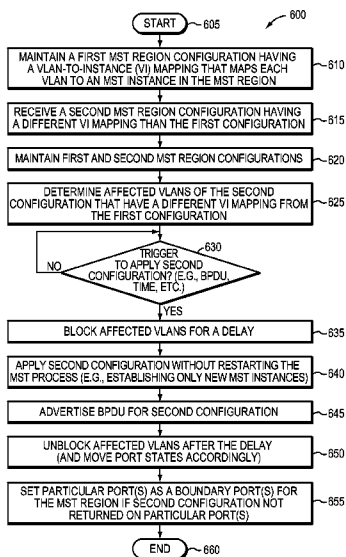 600
START 605
MAINTAIN A FIRST MST REGION CONFIGURATION HAVING
A VLAN-TO-INSTANCE (VI) MAPPING THAT MAPS EACH
VLAN TO AN MST INSTANCE IN THE MST REGION
610
RECEIVE A SECOND MST REGION CONFIGURATION HAVING
A DIFFERENT VI MAPPING THAN THE FIRST CONFIGURATION
615
MAINTAIN FIRST AND SECOND MST REGION CONFIGURATIONS
620
DETERMINE AFFECTED VLANS OF THE SECOND
CONFIGURATION THAT HAVE A DIFFERENT VI MAPPING FROM
THE FIRST CONFIGURATION
625
630
TRIGGER
TO APPLY SECOND
CONFIGURATION? (E.G., BPDU,
TIME, ETC.)
NO
YES
BLOCK AFFECTED VLANS FOR A DELAY
635
APPLY SECOND CONFIGURATION WITHOUT RESTARTING THE
MST PROCESS (E.G., ESTABLISHING ONLY NEW MST INSTANCES)
640
ADVERTISE BPDU FOR SECOND CONFIGURATION
645
UNBLOCK AFFECTED VLANS AFTER THE DELAY
(AND MOVE PORT STATES ACCORDINGLY)
650
SET PARTICULAR PORT(S) AS A BOUNDARY PORT(S) FOR
THE MST REGION IF SECOND CONFIGURATION NOT
RETURNED ON PARTICULAR PORT(S)
655
END 660